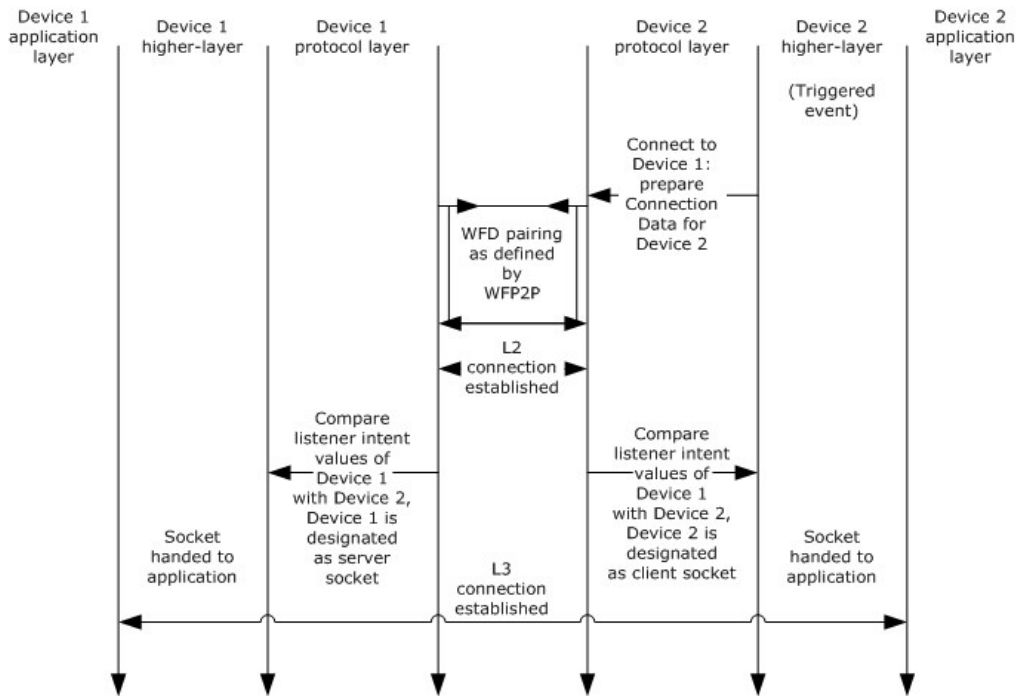 Device 1
application
layer
Device 1
higher-layer
Device 1
protocol layer
Device 2
protocol layer
Device 2
higher-layer
Device 2
application
layer
(Triggered
event)
Connect to
Device 1:
prepare
Connection
Data for
Device 2
WFD pairing
as defined
by
WFP2P
L2
connection
established
Compare
listener intent
values of
Device 1
with Device 2,
Device 1 is
designated
as server
socket
Compare
listener intent
values of
Device 1
with Device 2,
Device 2 is
designated
as client socket
Socket
handed to
application
L3
connection
established
Socket
handed to
application